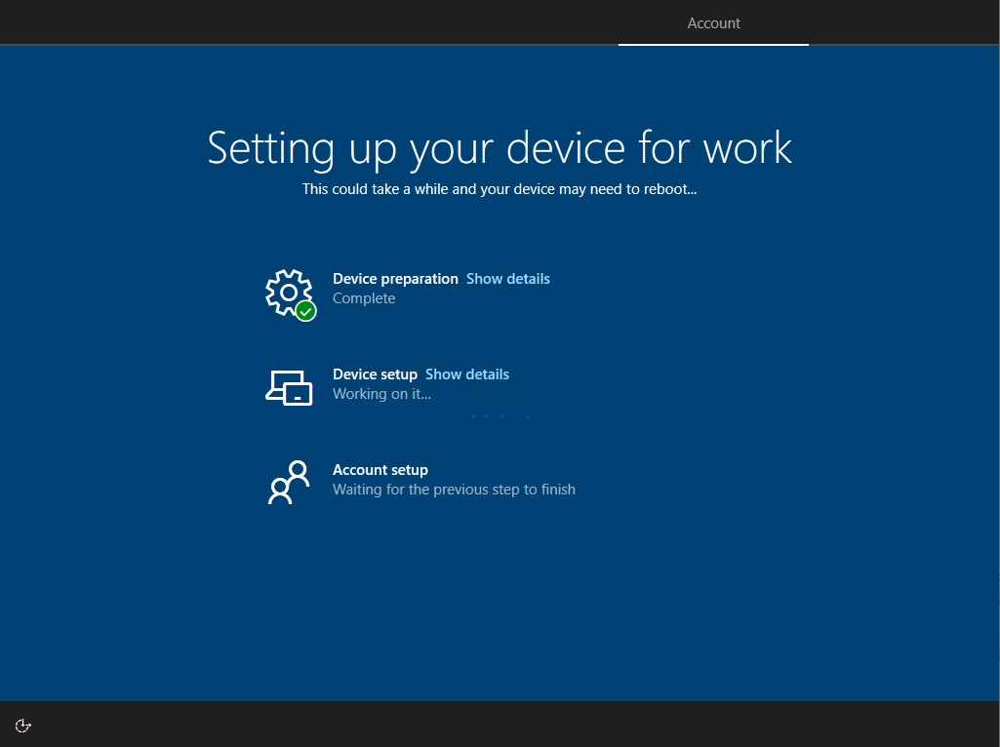 Account
Setting up your device for work
This could take a while and your device may need to reboot...
Device preparation Show details
Complete
Device setup Show details
Working on it...
Account setup
Waiting for the previous step to finish